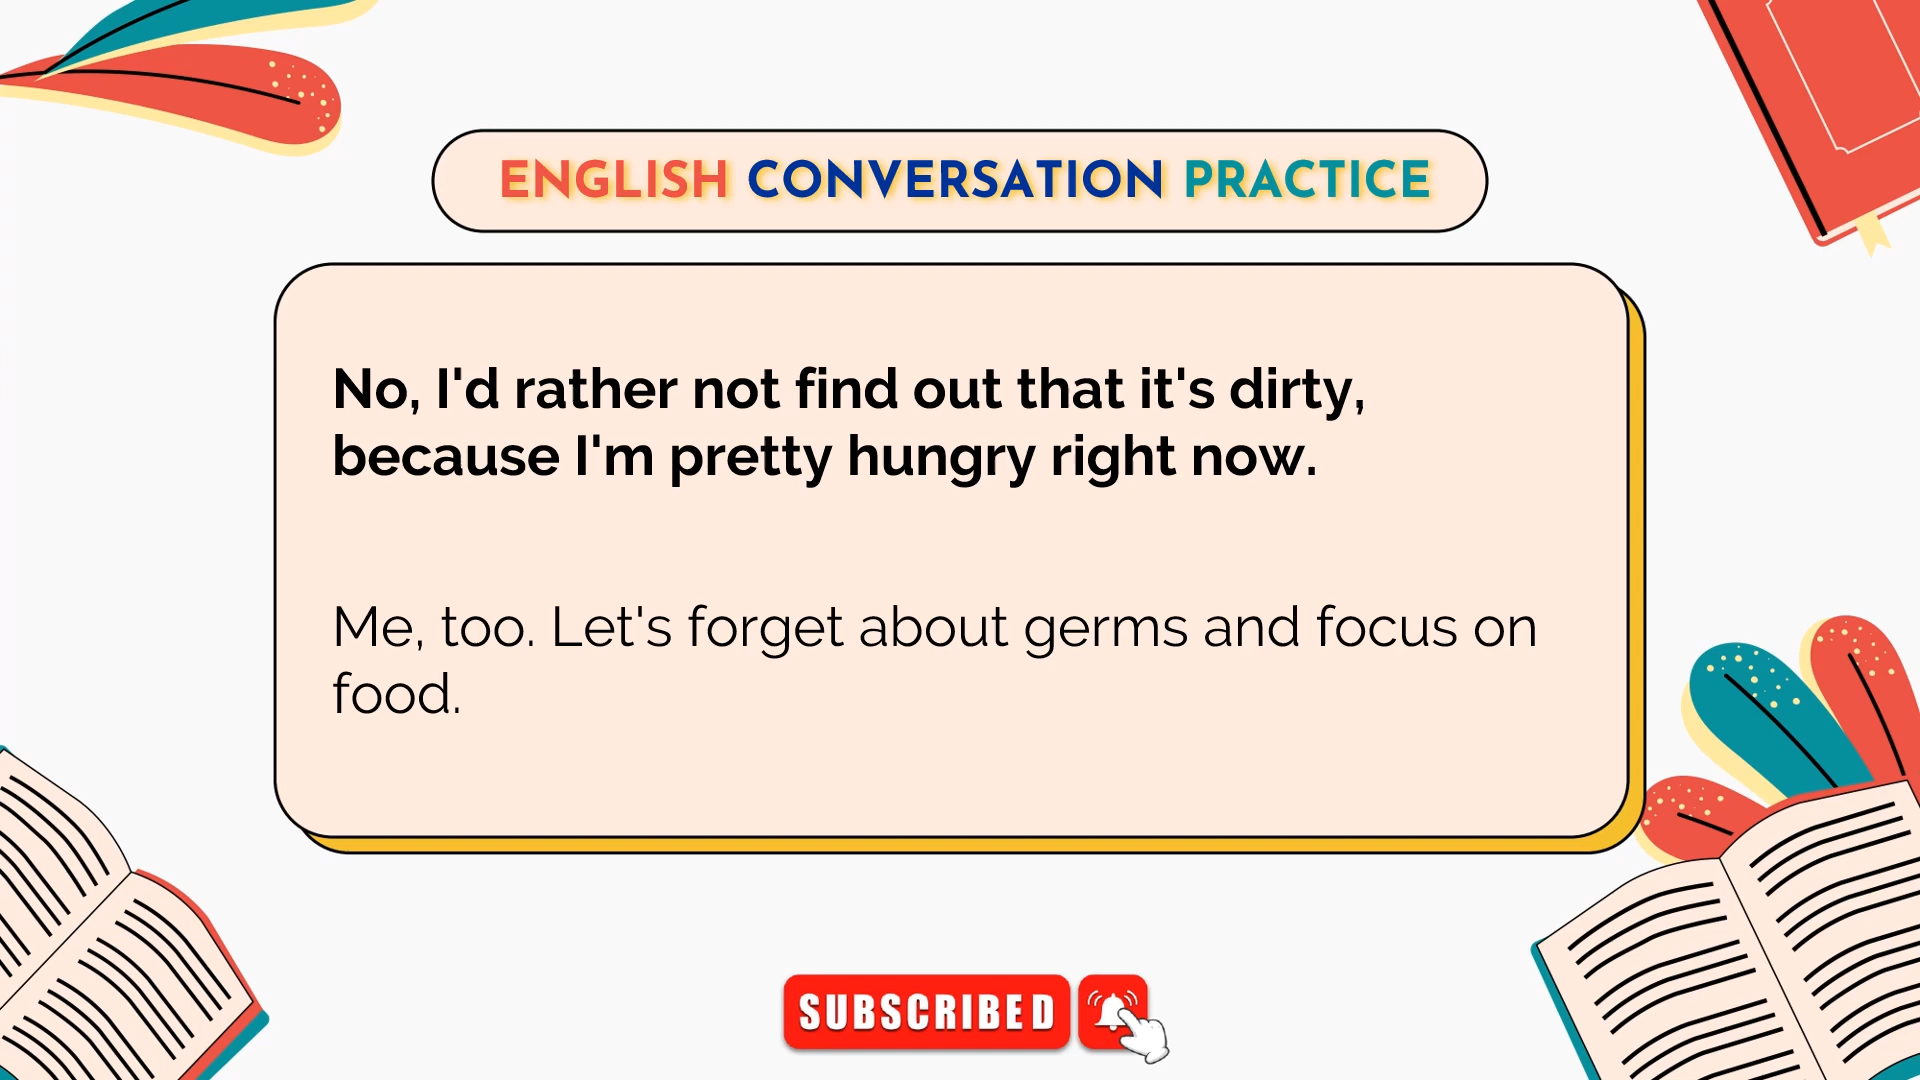 ENGLISH CONVERSATION PRACTICE
No, I'd rather not find out that it's dirty,
because I'm pretty hungry right now.
Me, too. Let's forget about germs and focus on
food.
SUBSCRIBED